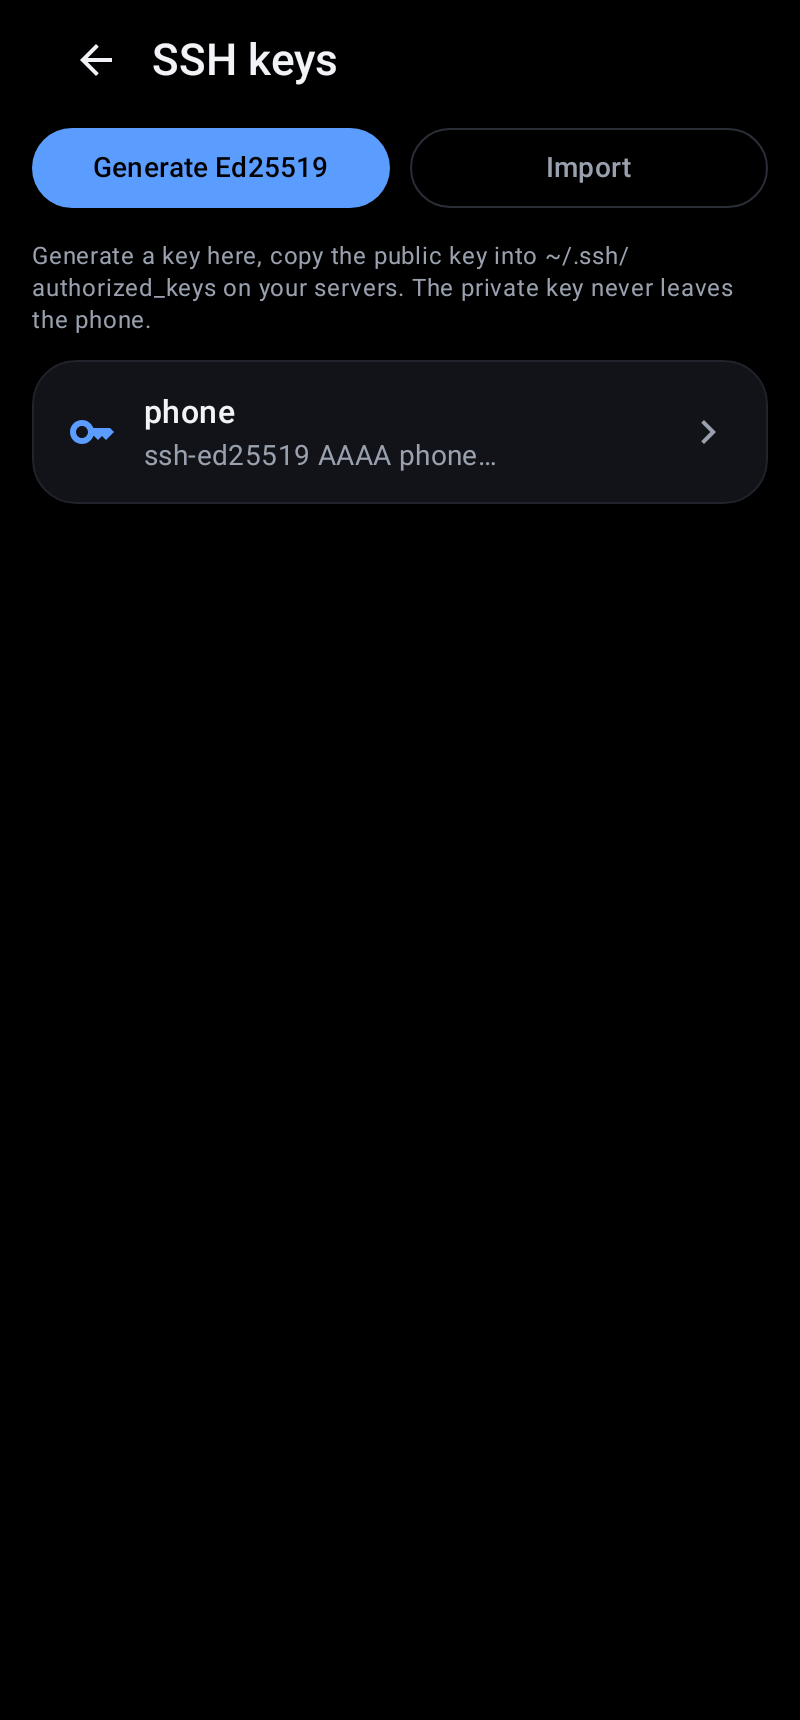 SSH keys
Generate Ed25519
Import
Generate a key here, copy the public key into ~/.ssh/
authorized_keys on your servers. The private key never leaves
the phone.
phone
ssh-ed25519 AAAA phone…